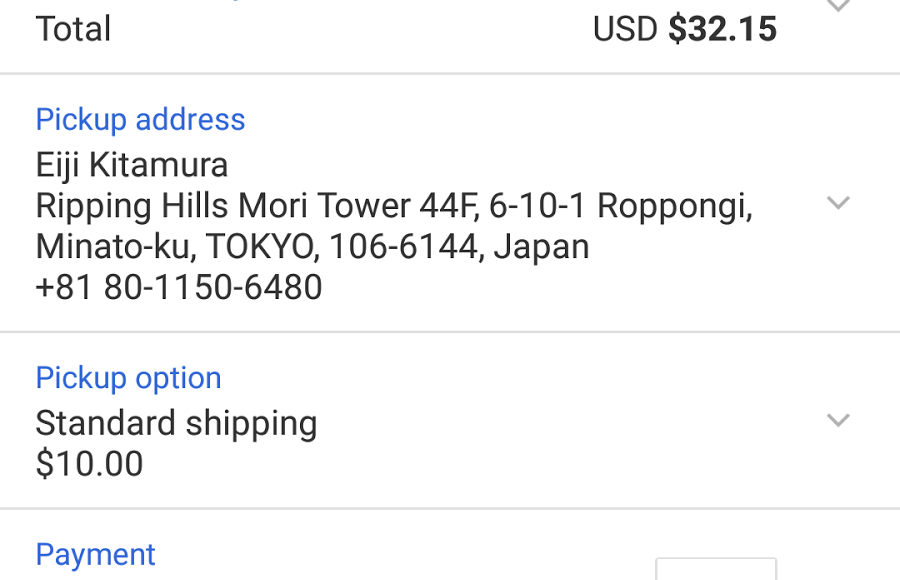 Total
USD $32.15
Pickup address
Eiji Kitamura
Ripping Hills Mori Tower 44F, 6-10-1 Roppongi,
Minato-ku, TOKYO, 106-6144, Japan
+81 80-1150-6480
Pickup option
Standard shipping
$10.00
Payment